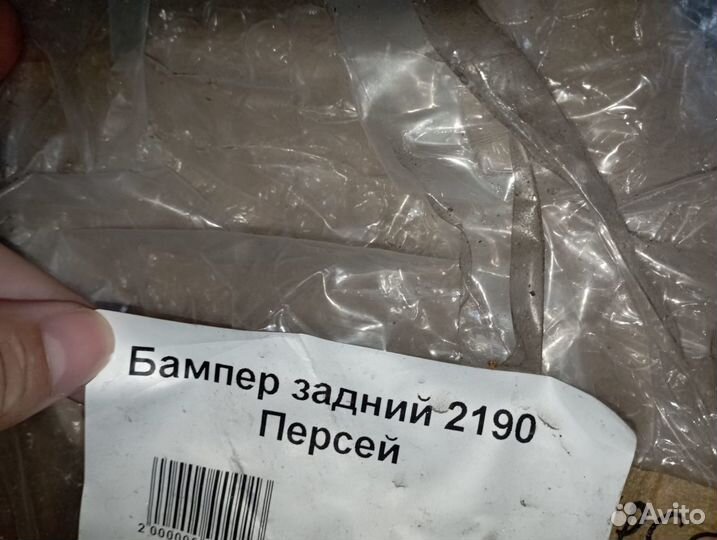 Бампер задний 2190
Персей
Avito